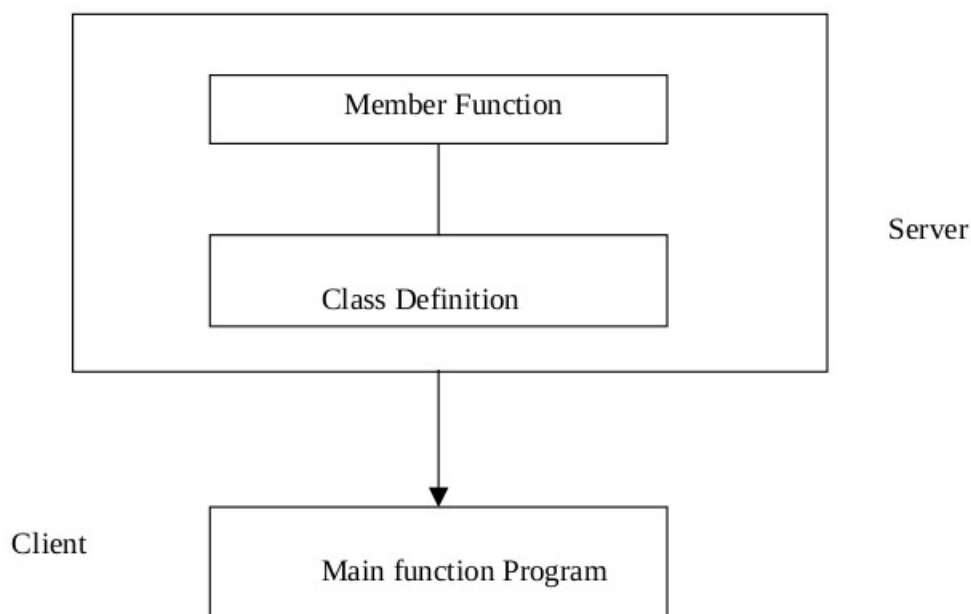 Member Function
Server
Class Definition
Client
Main function Program